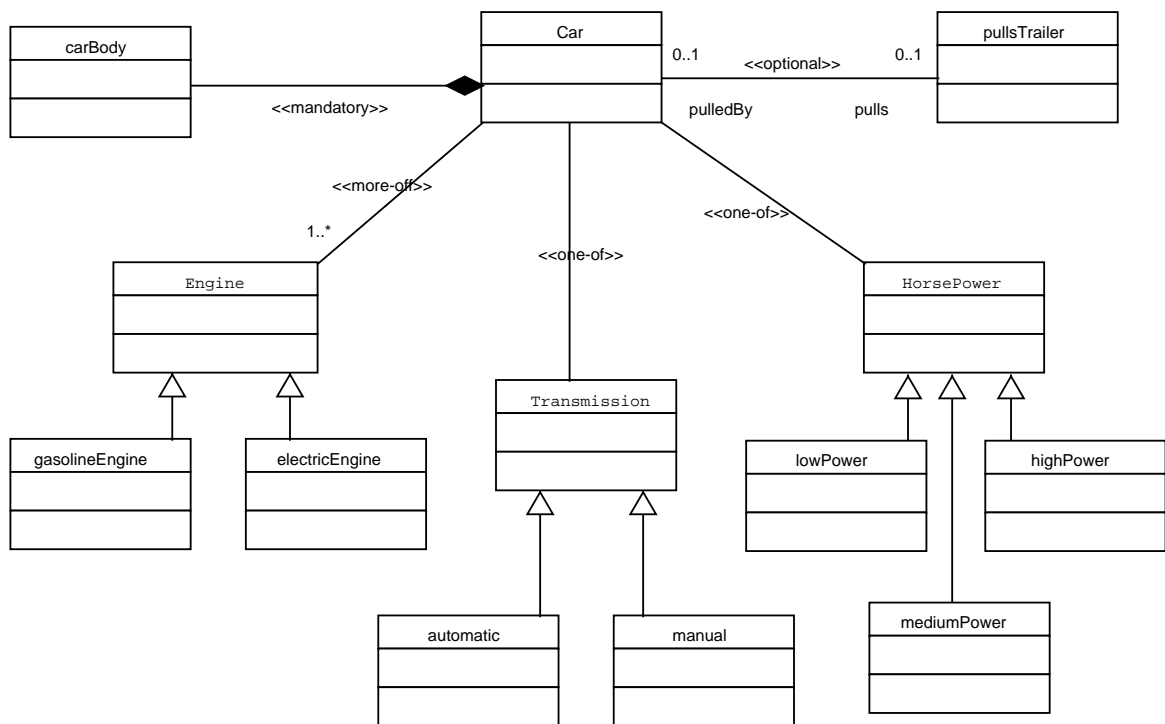 Car
carBody
pullsTrailer
0..1
<<optional>>
0..1
<<mandatory>>
pulledBy
pulls
<<more-off>>
<<one-of>>
1..*
<<one-of>>
Engine
HorsePower
Transmission
gasolineEngine
electricEngine
lowPower
highPower
mediumPower
automatic
manual